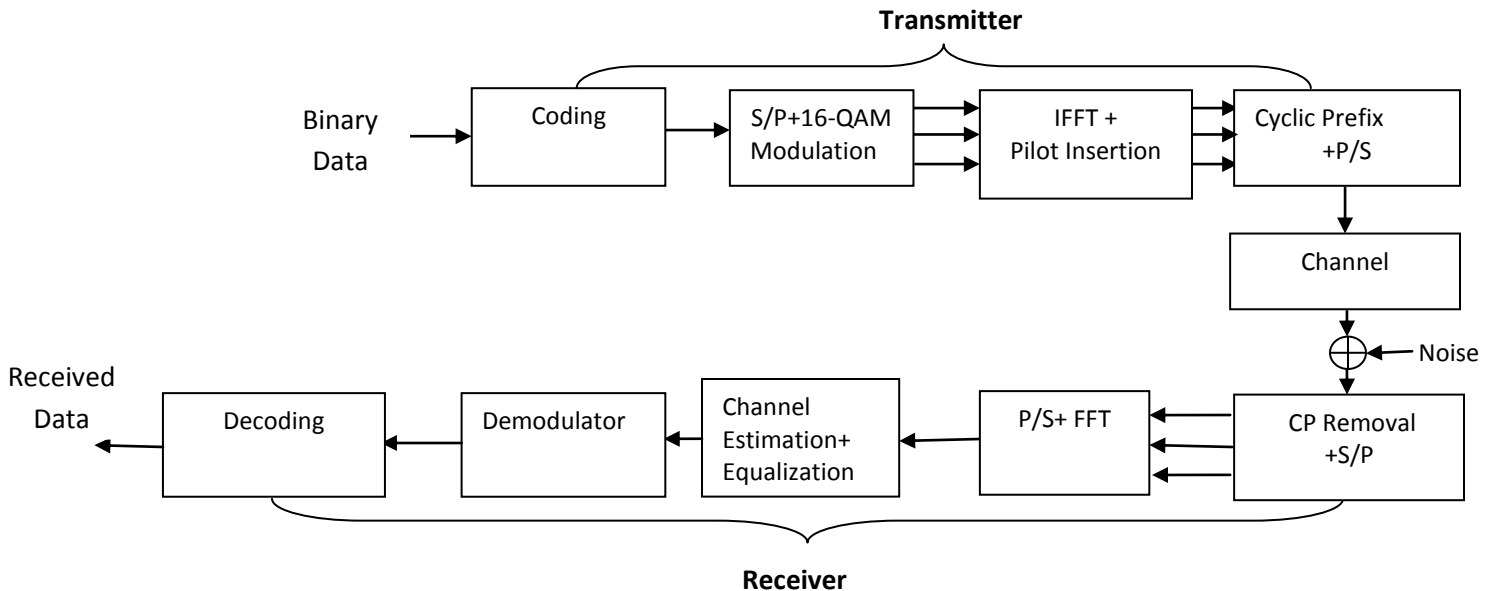 Transmitter
Binary
Data
Coding
S/P+16-QAM
Modulation
IFFT +
Pilot Insertion
Cyclic Prefix
+P/S
Channel
Noise
CP Removal
+S/P
P/S+ FFT
Channel
Estimation+
Equalization
Demodulator
Decoding
Received
Data
Receiver